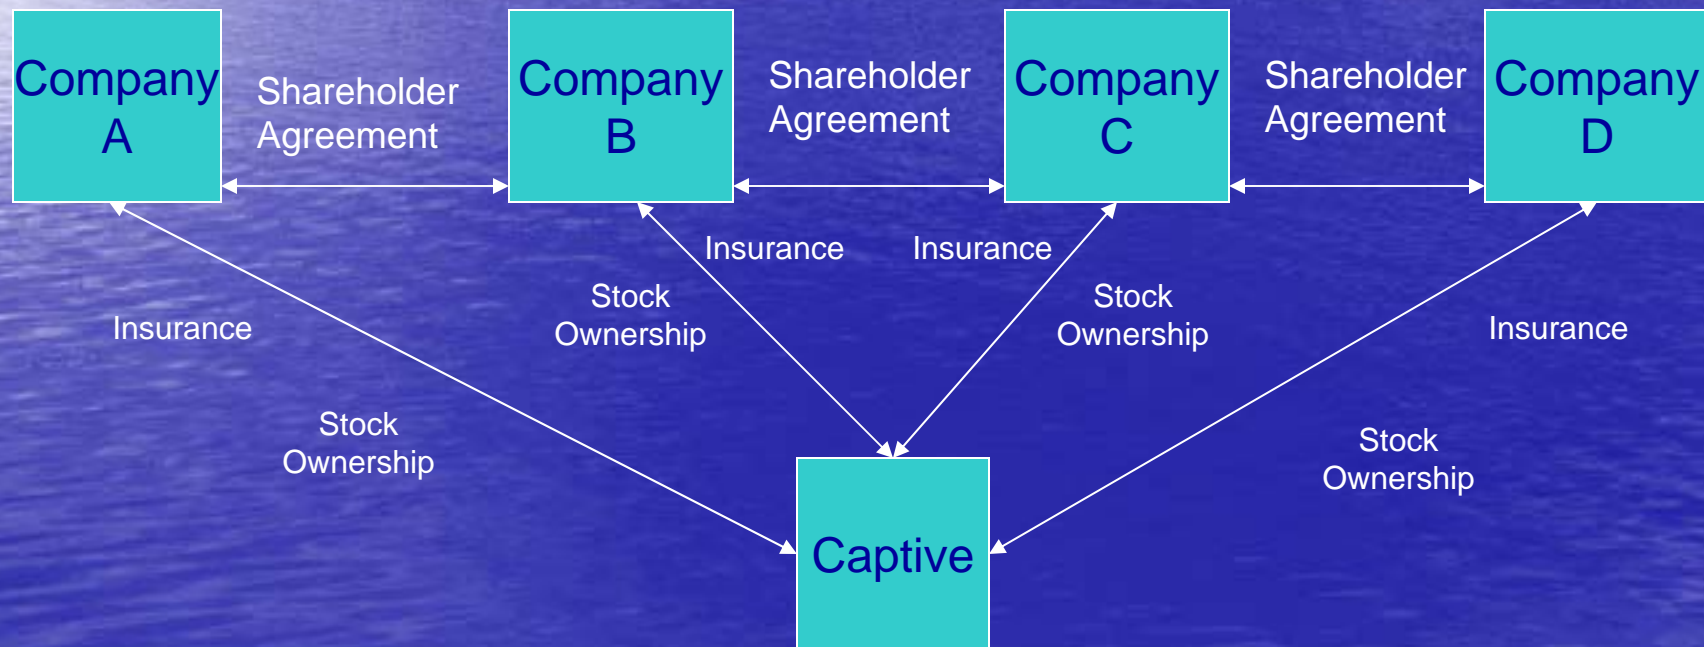 Company
A
Shareholder
Agreement
Company
B
Shareholder
Agreement
Company
C
Shareholder
Agreement
Company
D
Insurance
Insurance
Stock
Ownership
Stock
Ownership
Insurance
Insurance
Stock
Ownership
Stock
Ownership
Captive